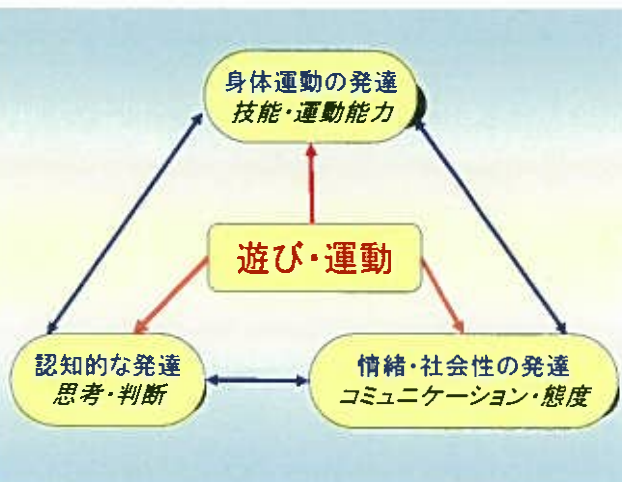 身体運動の発達
技能・運動能力
遊び・運動
認知的な発達
思考・判断
情緒・社会性の発達
コミュニケーション・態度